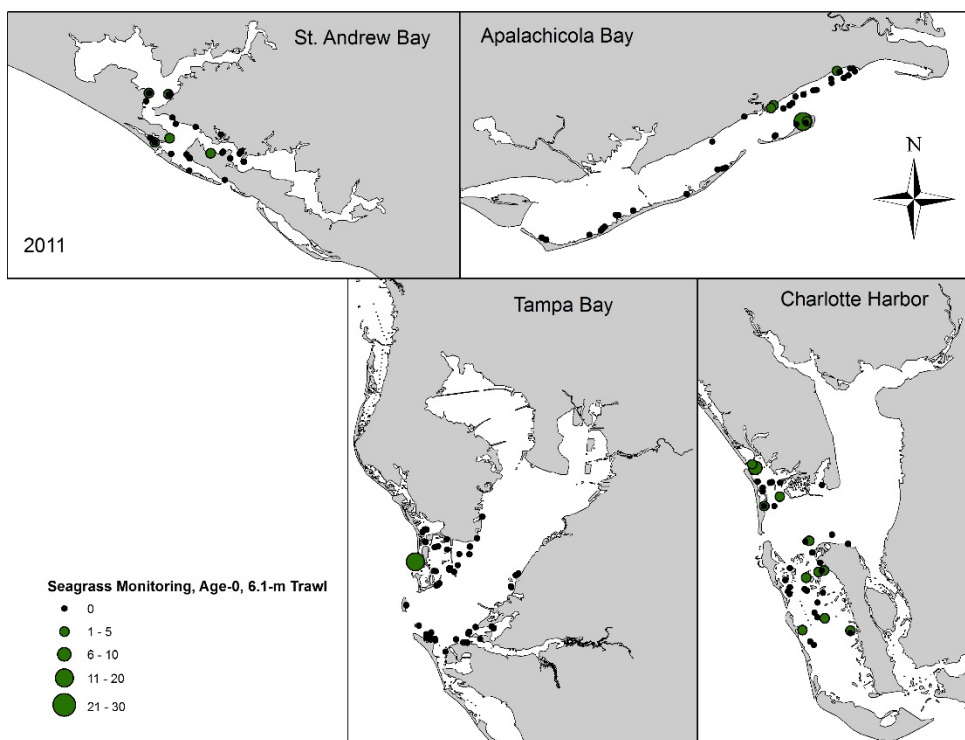 St. Andrew Bay
Apalachicola Bay
N
2011
Tampa Bay
Charlotte Harbor
Seagrass Monitoring, Age-0, 6.1-m Trawl
0
1 - 5
6 - 10
11 - 20
21 - 30